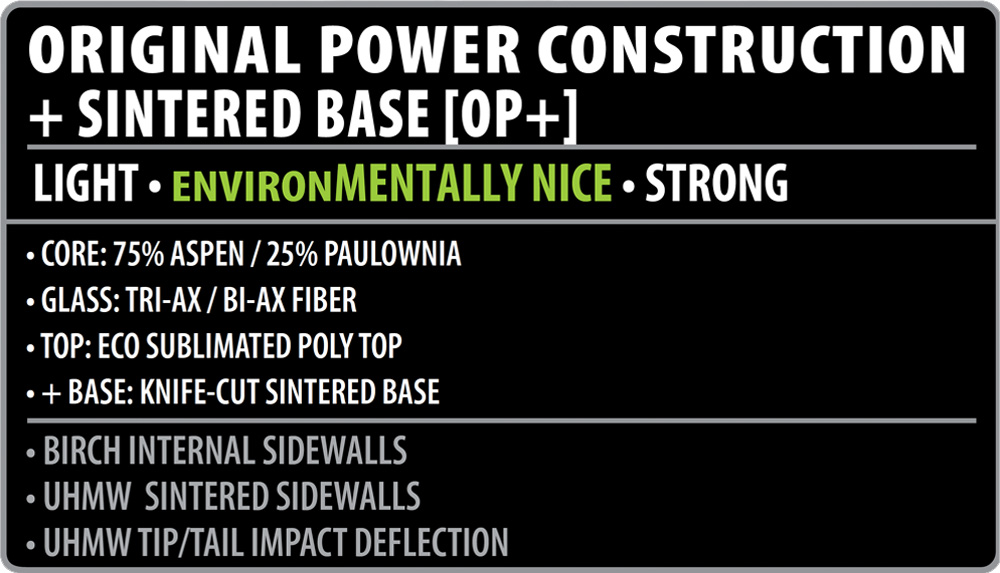 ORIGINAL POWER CONSTRUCTION
+ SINTERED BASE [OP+]
LIGHT • ENVIRONMENTALLY NICE • STRONG
• CORE: 75% ASPEN / 25% PAULOWNIA
• GLASS: TRI-AX / BI-AX FIBER
• TOP: ECO SUBLIMATED POLY TOP
• + BASE: KNIFE-CUT SINTERED BASE
• BIRCH INTERNAL SIDEWALLS
• UHMW SINTERED SIDEWALLS
• UHMW TIP/TAIL IMPACT DEFLECTION